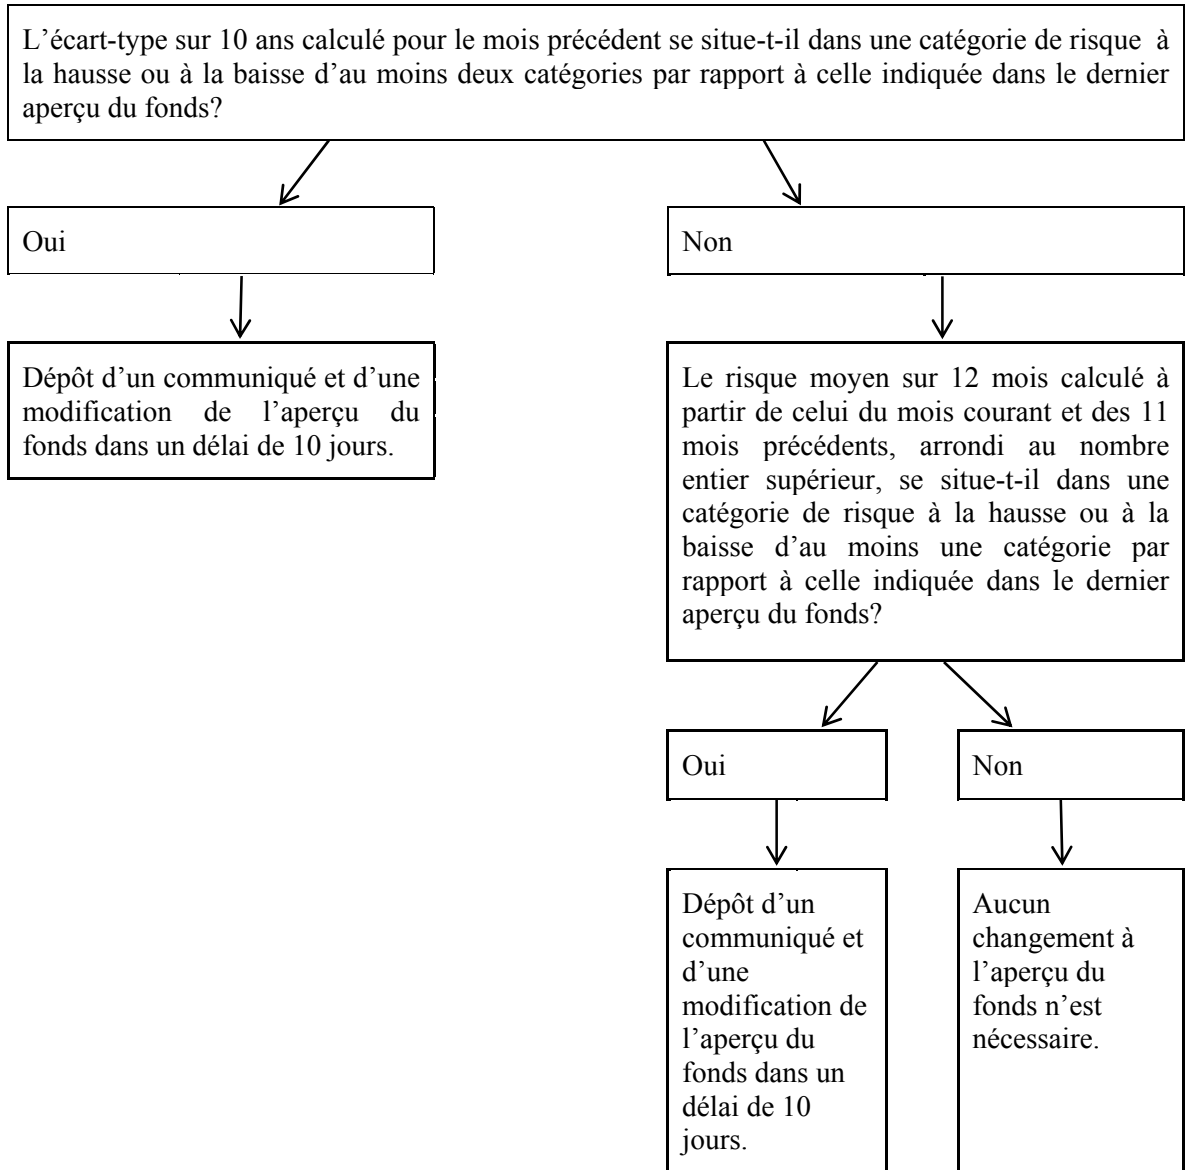 L’écart-type sur 10 ans calculé pour le mois précédent se situe-t-il dans une catégorie de risque à
la hausse ou à la baisse d’au moins deux catégories par rapport à celle indiquée dans le dernier
aperçu du fonds?
Oui
Non
Dépôt d’un communiqué et d’une
modification de l’aperçu du
fonds dans un délai de 10 jours.
Le risque moyen sur 12 mois calculé à
partir de celui du mois courant et des 11
mois précédents, arrondi au nombre
entier supérieur, se situe-t-il dans une
catégorie de risque à la hausse ou à la
baisse d’au moins une catégorie par
rapport à celle indiquée dans le dernier
aperçu du fonds?
Oui
Non
Dépôt d’un
communiqué et
d’une
modification de
l’aperçu du
fonds dans un
délai de 10
jours.
Aucun
changement à
l’aperçu du
fonds n’est
nécessaire.